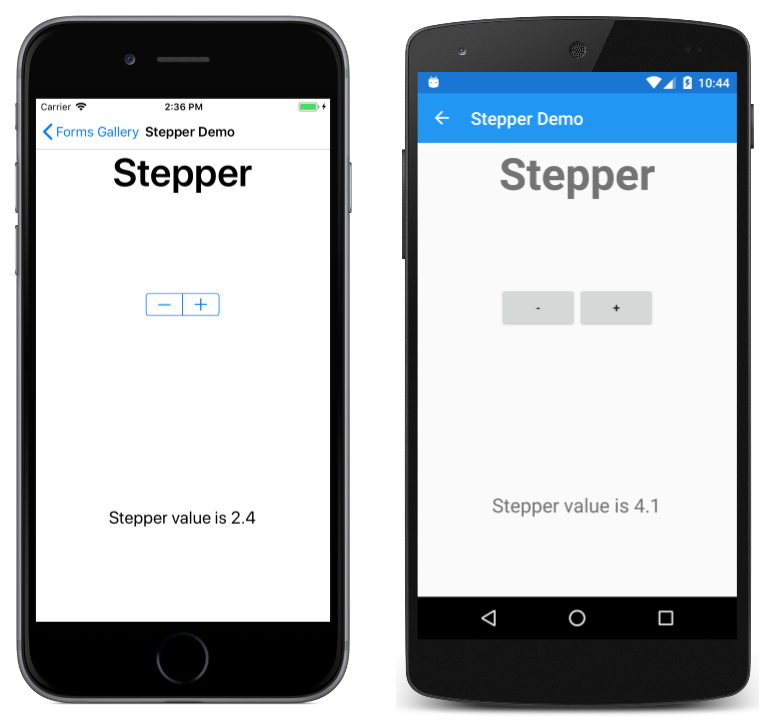 Carrier 2:36 PM
Forms Gallery Stepper Demo
Stepper
− +
Stepper value is 2.4
10:44
Stepper Demo
Stepper
- +
Stepper value is 4.1